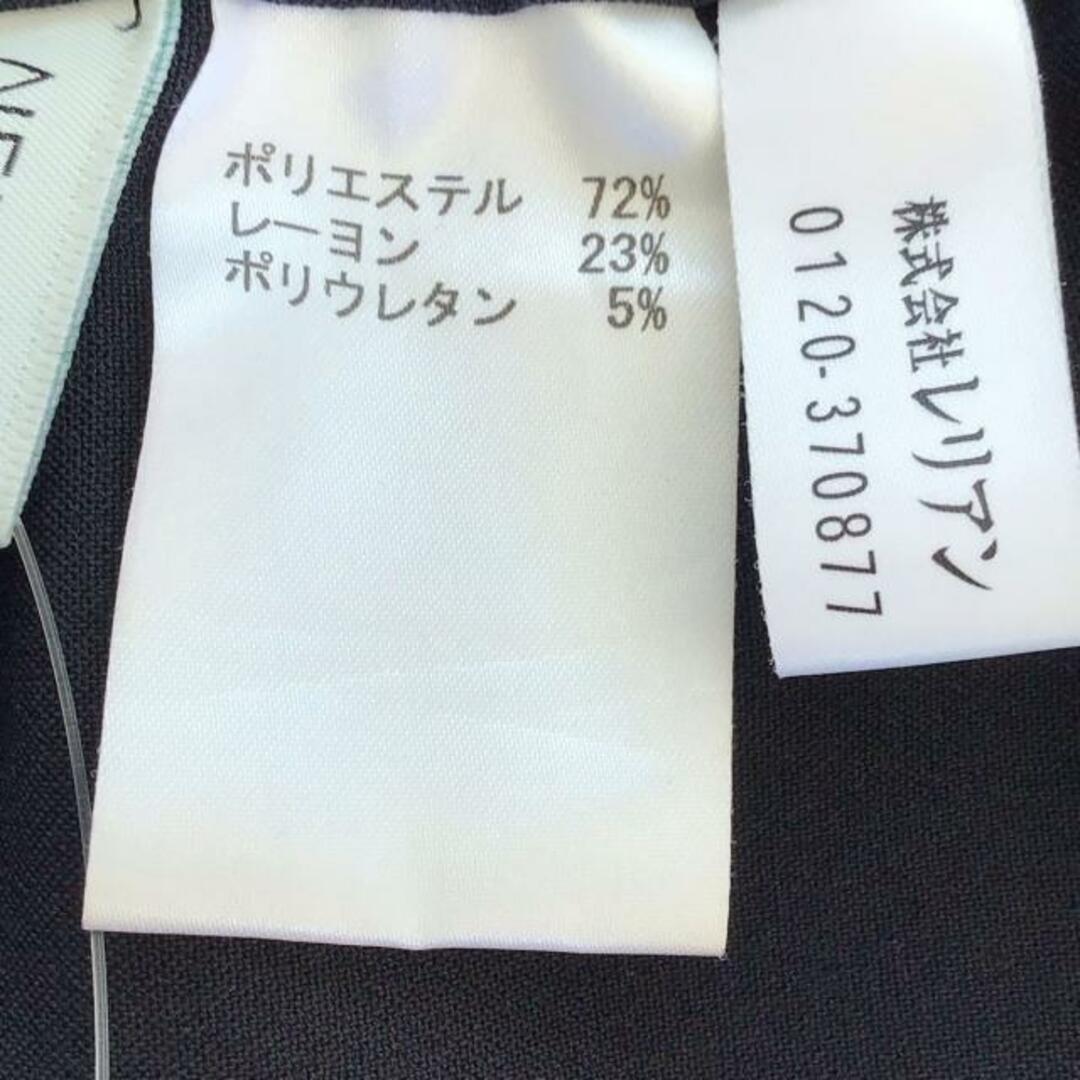 ポリエステル 72%
レーヨン 23%
ポリウレタン 5%
株式会社レリアン
0120-370877